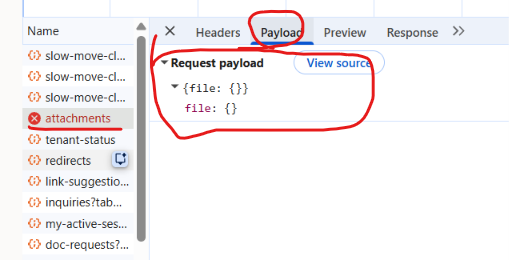 Name
slow-move-cl...
slow-move-cl...
slow-move-cl...
attachments
tenant-status
redirects
link-suggestio...
inquiries?tab...
my-active-ses...
doc-requests?...
Headers Payload Preview Response
Request payload View source
{file: {}}
file: {}